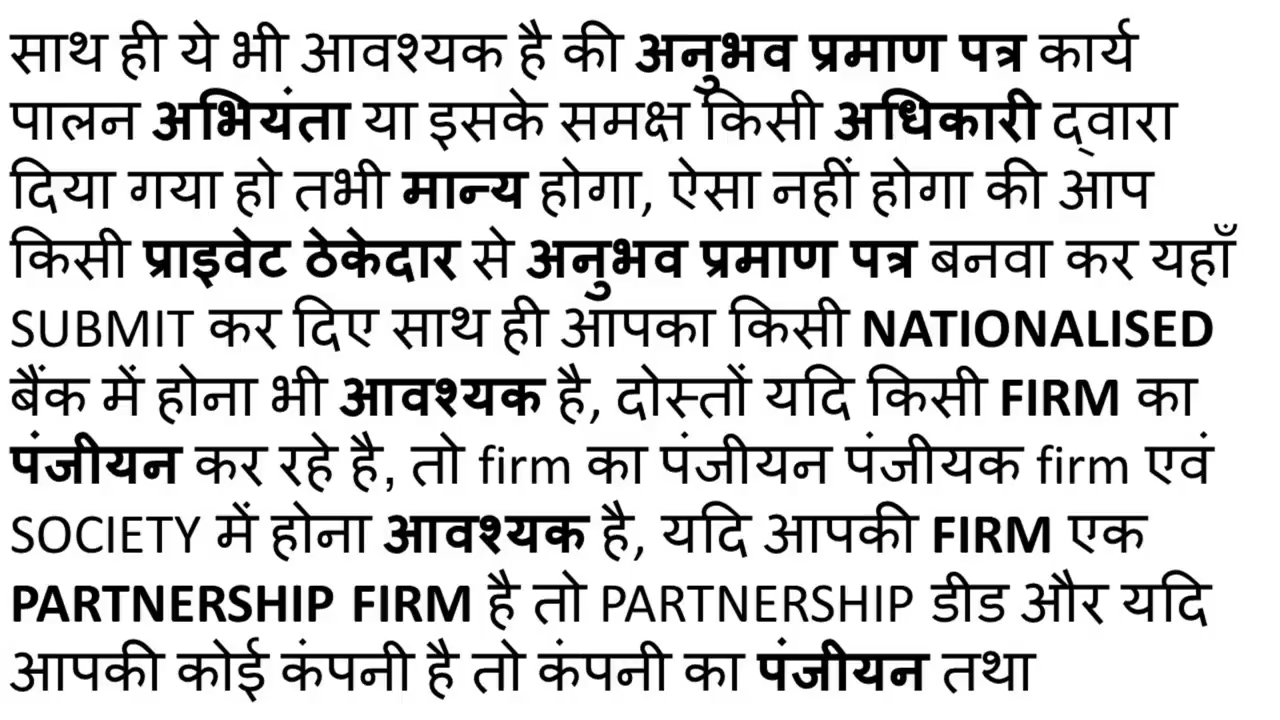 साथ ही ये भी आवश्यक है की अनुभव प्रमाण पत्र कार्य
पालन अभियंता या इसके समक्ष किसी अधिकारी द्वारा
दिया गया हो तभी मान्य होगा, ऐसा नहीं होगा की आप
किसी प्राइवेट ठेकेदार से अनुभव प्रमाण पत्र बनवा कर यहाँ
SUBMIT कर दिए साथ ही आपका किसी NATIONALISED
बैंक में होना भी आवश्यक है, दोस्तों यदि किसी FIRM का
पंजीयन कर रहे है, तो firm का पंजीयन पंजीयक firm एवं
SOCIETY में होना आवश्यक है, यदि आपकी FIRM एक
PARTNERSHIP FIRM है तो PARTNERSHIP डीड और यदि
आपकी कोई कंपनी है तो कंपनी का पंजीयन तथा